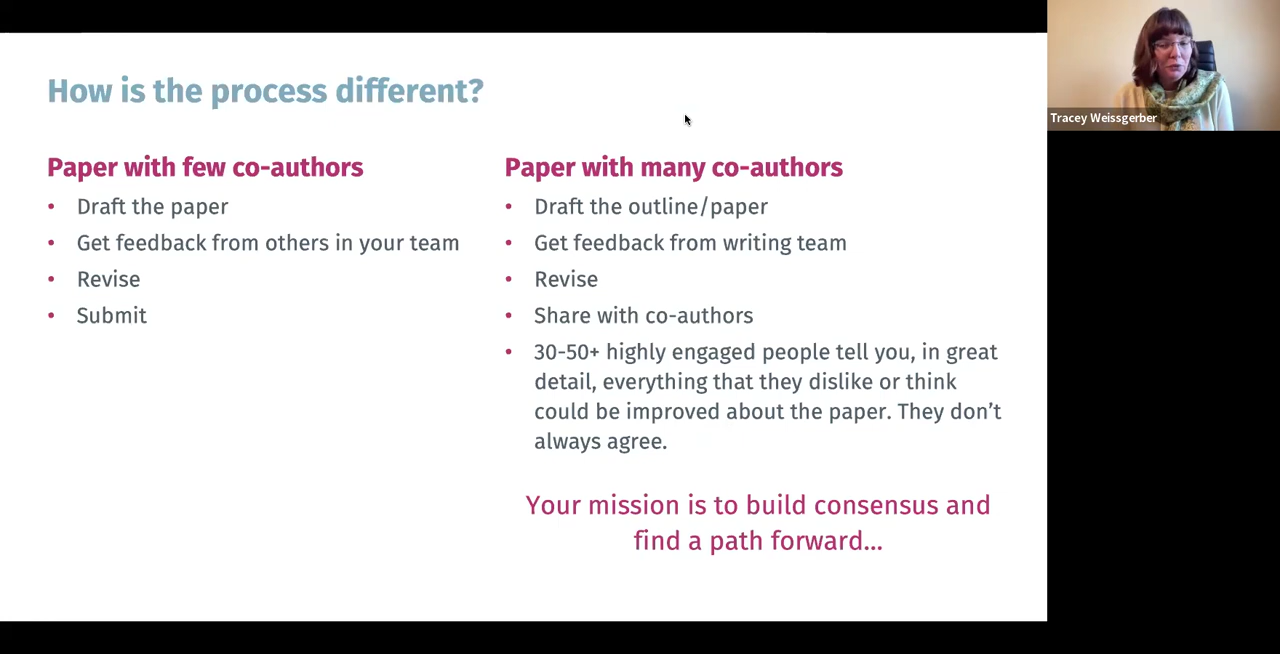 How is the process different?
Paper with few co-authors
• Draft the paper
• Get feedback from others in your team
• Revise
• Submit
Paper with many co-authors
• Draft the outline/paper
• Get feedback from writing team
• Revise
• Share with co-authors
• 30-50+ highly engaged people tell you, in great
detail, everything that they dislike or think
could be improved about the paper. They don’t
always agree.
Your mission is to build consensus and
find a path forward...
Tracey Weissgerber